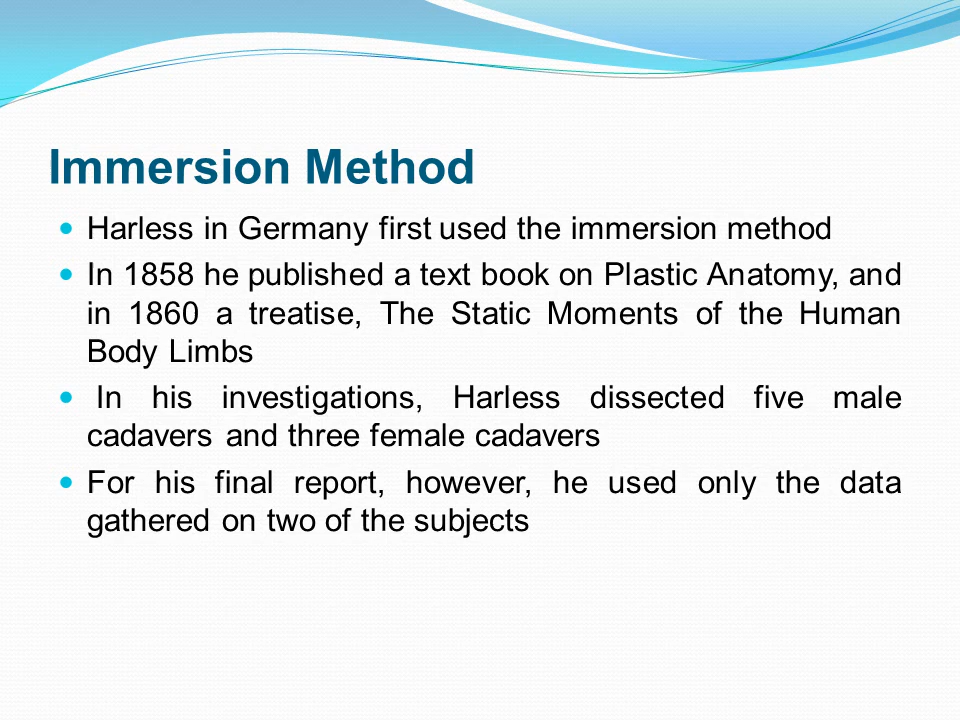 Immersion Method
Harless in Germany first used the immersion method
In 1858 he published a text book on Plastic Anatomy, and
in 1860 a treatise, The Static Moments of the Human
Body Limbs
In his investigations, Harless dissected five male
cadavers and three female cadavers
For his final report, however, he used only the data
gathered on two of the subjects